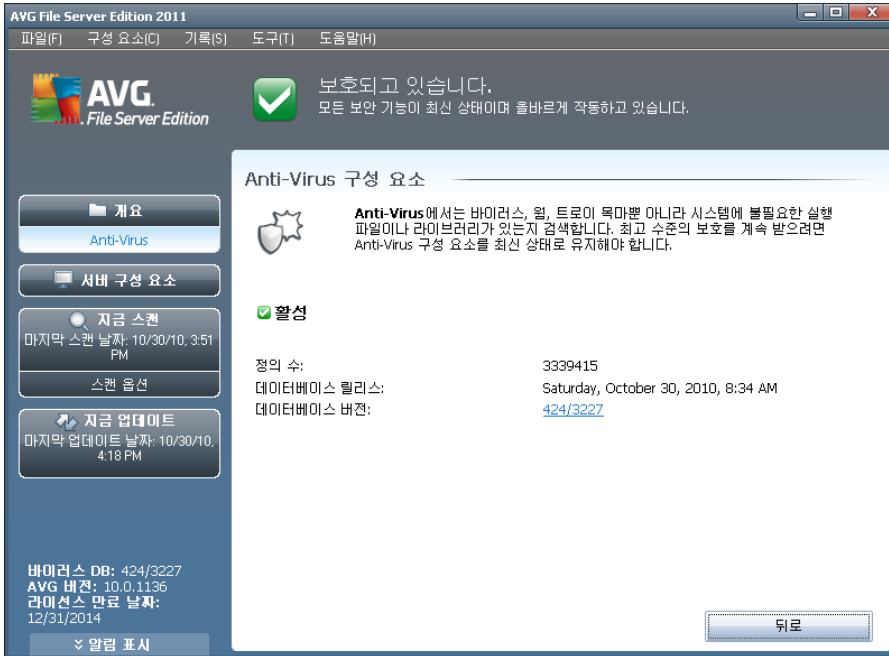 AVG File Server Edition 2011
파일(F) 구성 요소(C) 기록(S) 도구(T) 도움말(H)
AVG.
File Server Edition
보호되고 있습니다.
모든 보안 기능이 최신 상태이며 올바르게 작동하고 있습니다.
개요
Anti-Virus
서버 구성 요소
지금 스캔
마지막 스캔 날짜: 10/30/10, 3:51
PM
스캔 옵션
지금 업데이트
마지막 업데이트 날짜: 10/30/10,
4:18 PM
바이러스 DB: 424/3227
AVG 버전: 10.0.1136
라이선스 만료 날짜:
12/31/2014
알림 표시
Anti-Virus 구성 요소
Anti-Virus에서는 바이러스, 웜, 트로이 목마뿐 아니라 시스템에 불필요한 실행
파일이나 라이브러리가 있는지 검색합니다. 최고 수준의 보호를 계속 받으려면
Anti-Virus 구성 요소를 최신 상태로 유지해야 합니다.
활성
정의 수: 3339415
데이터베이스 릴리스: Saturday, October 30, 2010, 8:34 AM
데이터베이스 버전: 424/3227
뒤로